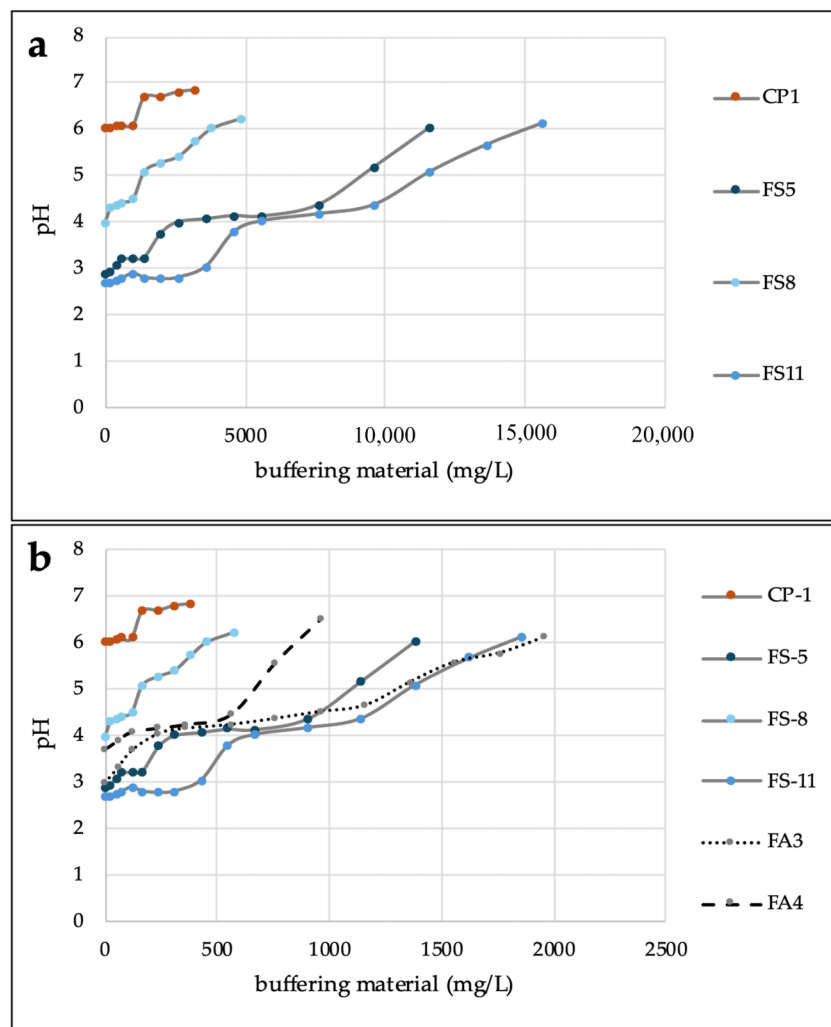 a
8
7
6
5
4
3
2
1
0
pH
0
5000
10,000
15,000
20,000
buffering material (mg/L)
CP1
FS5
FS8
FS11
b
8
7
6
5
4
3
2
1
0
pH
0
500
1000
1500
2000
2500
buffering material (mg/L)
CP-1
FS-5
FS-8
FS-11
FA3
FA4